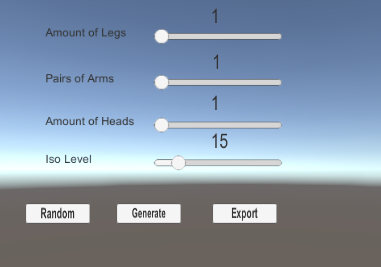 1
Amount of Legs
1
Pairs of Arms
1
Amount of Heads
15
Iso Level
Random Generate Export